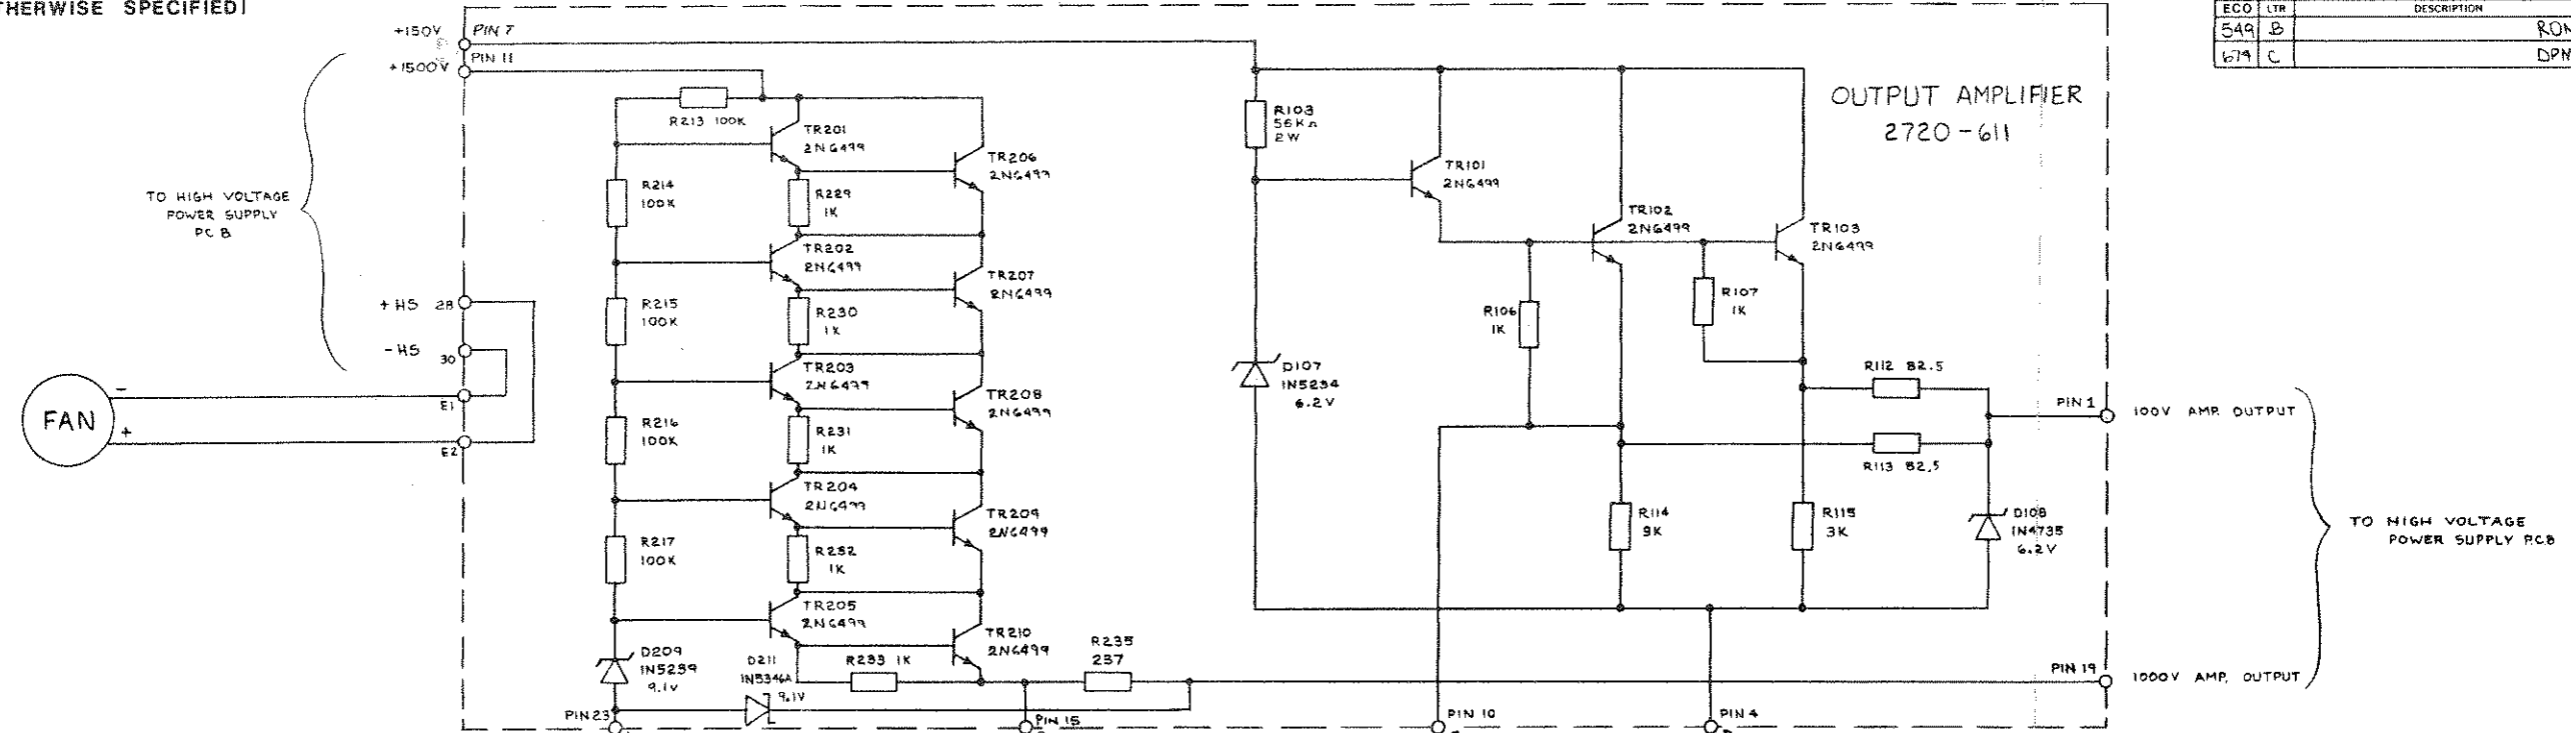 THERWISE SPECIFIED)
ECO LTR DESCRIPTION
549 B RON
674 C DPM
OUTPUT AMPLIFIER
2720-611
+150V PIN 7
+1500V PIN 11
TO HIGH VOLTAGE
POWER SUPPLY
PC B
+HS 28
-HS 30
FAN
-
+
E1
E2
R213 100K
TR201
2N6499
TR206
2N6499
R214
100K
R229
1K
TR202
2N6499
TR207
2N6499
R215
100K
R230
1K
TR203
2N6499
TR208
2N6499
R216
100K
R231
1K
TR204
2N6499
TR209
2N6499
R217
100K
R232
1K
TR205
2N6499
TR210
2N6499
D209
1N5239
9.1V
D211
1N5346A
9.1V
R233 1K
R235
237
PIN 23
PIN 15
R103
56KΩ
2W
TR101
2N6499
TR102
2N6499
TR103
2N6499
R106
1K
R107
1K
D107
1N5234
6.2V
R112 82.5
R113 82.5
R114
3K
R115
3K
D108
1N4735
6.2V
PIN 1 100V AMP. OUTPUT
TO HIGH VOLTAGE
POWER SUPPLY PCB
PIN 19 1000V AMP. OUTPUT
PIN 10
PIN 4